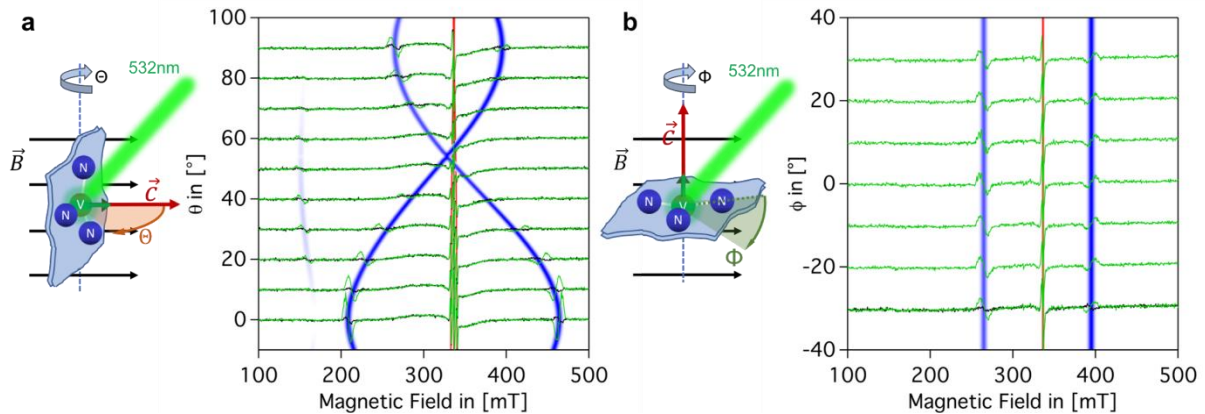 a
Θ
532nm
B
N
N
V
N
c
Θ
θ in [°]
100
80
60
40
20
0
100 200 300 400 500
Magnetic Field in [mT]
b
Φ
532nm
B
c
N
V
N
N
Φ
ϕ in [°]
40
20
0
-20
-40
100 200 300 400 500
Magnetic Field in [mT]